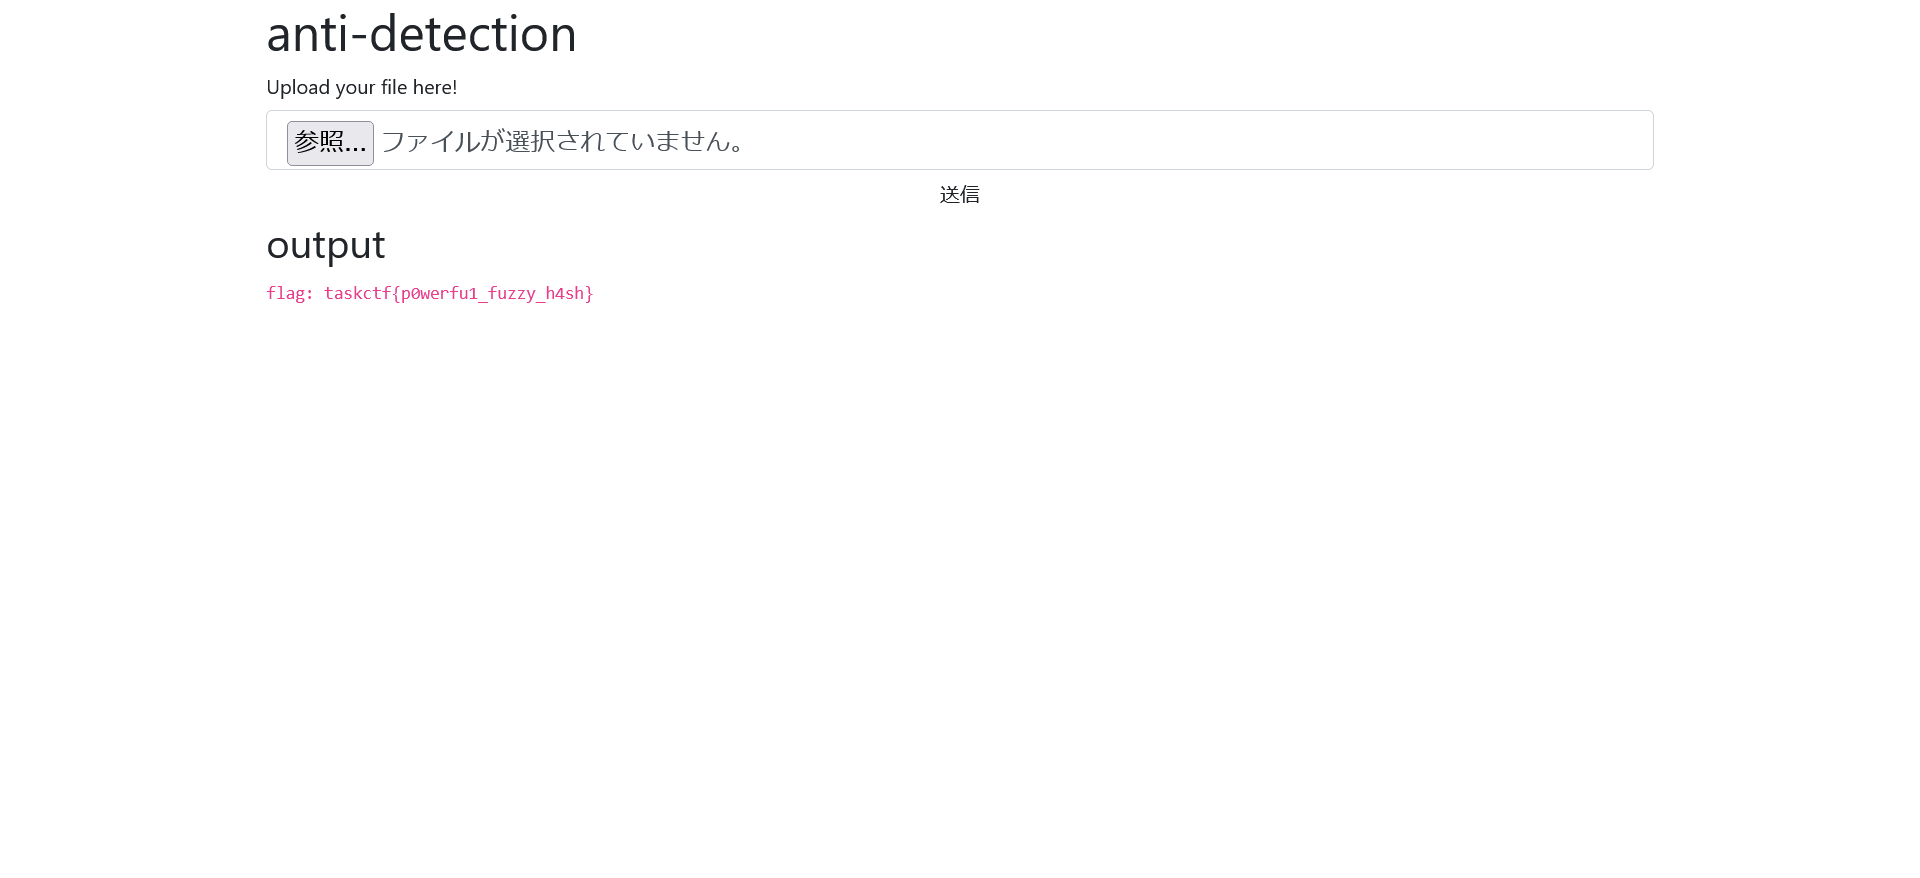 anti-detection
Upload your file here!
参照... ファイルが選択されていません。
送信
output
flag: taskctf{p0werfu1_fuzzy_h4sh}